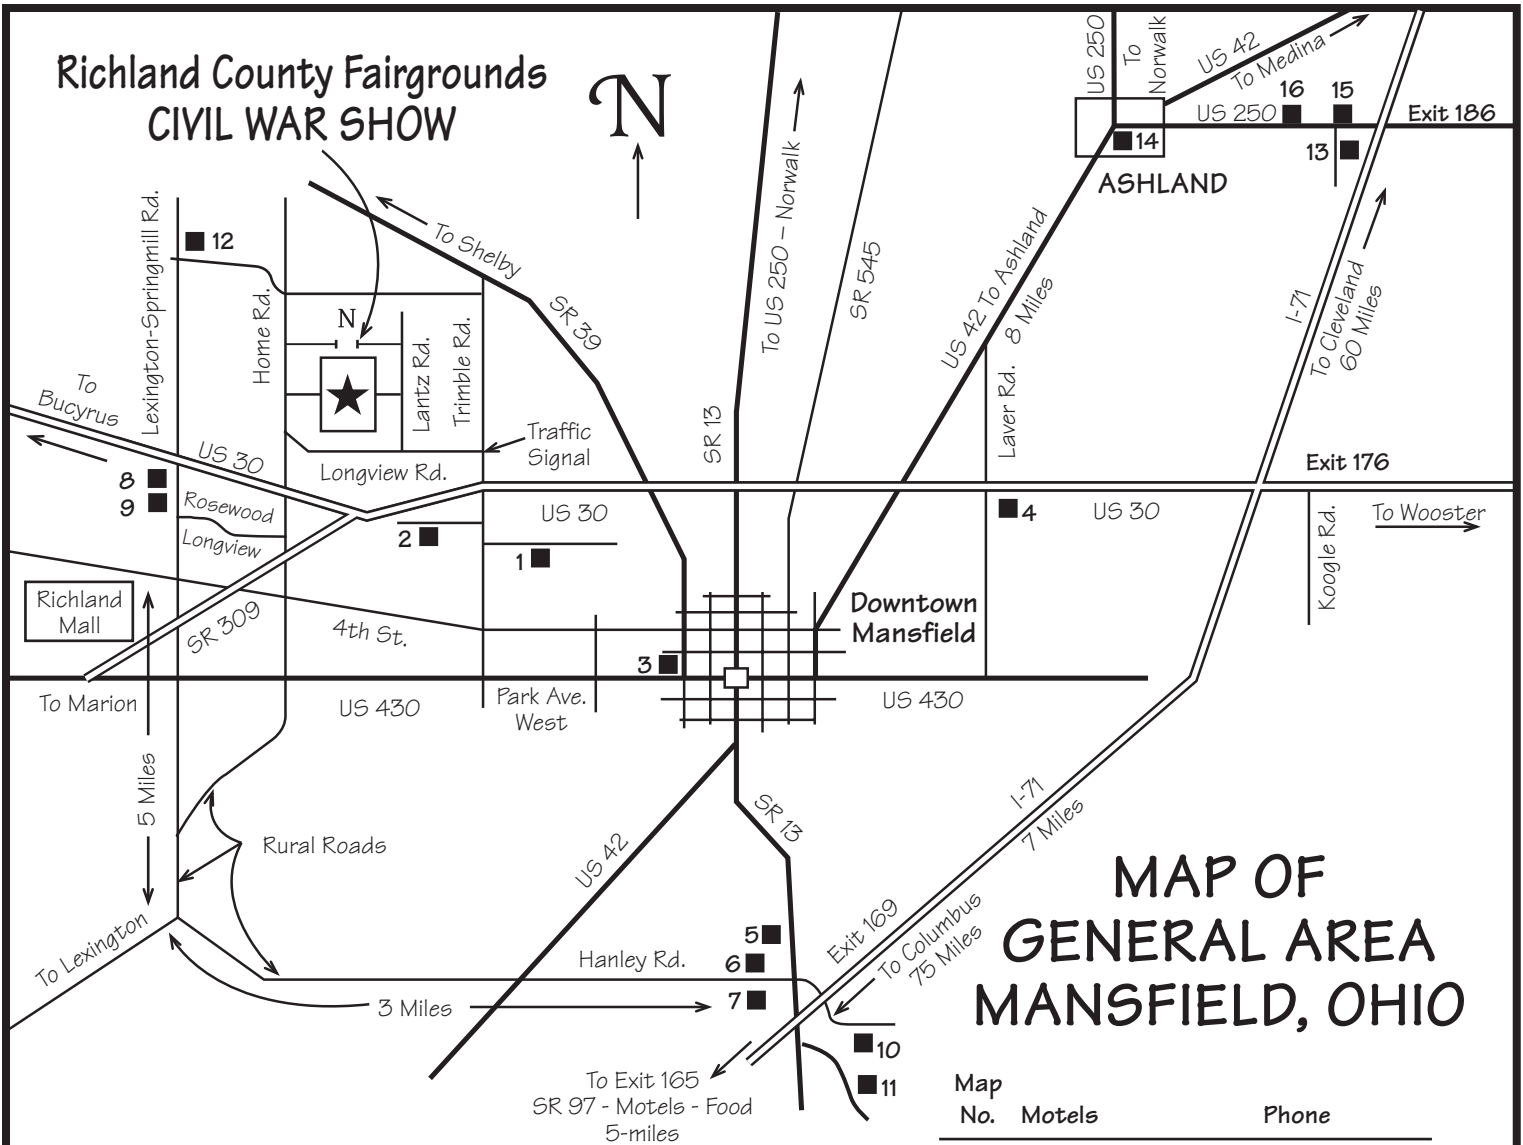 Richland County Fairgrounds
CIVIL WAR SHOW
N
US 250
To
Norwalk
US 42
To Medina
16
15
US 250
Exit 186
14
13
ASHLAND
Lexington-Springmill Rd.
12
To Shelby
Home Rd.
N
Lantz Rd.
Trimble Rd.
SR 39
To US 250 – Norwalk
SR 545
US 42 To Ashland
8 Miles
I-71
To Cleveland
60 Miles
To
Bucyrus
US 30
Traffic
Signal
Longview Rd.
SR 13
Laver Rd.
Exit 176
8
9
Rosewood
Longview
2
1
US 30
4
US 30
To Wooster
Koogle Rd.
Richland
Mall
SR 309
4th St.
Downtown
Mansfield
3
To Marion
US 430
Park Ave.
West
US 430
5 Miles
Rural Roads
US 42
SR 13
I-71
7 Miles
MAP OF
GENERAL AREA
MANSFIELD, OHIO
To Lexington
Hanley Rd.
5
6
7
3 Miles
Exit 169
To Columbus
75 Miles
10
11
To Exit 165
SR 97 - Motels - Food
5-miles
Map
No. Motels Phone